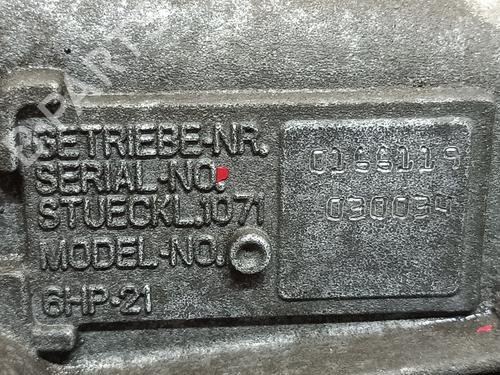 GETRIEBE-NR. 0166119
SERIAL-NO.
STUECKL.1071 030034
MODEL-NO.
6HP-21